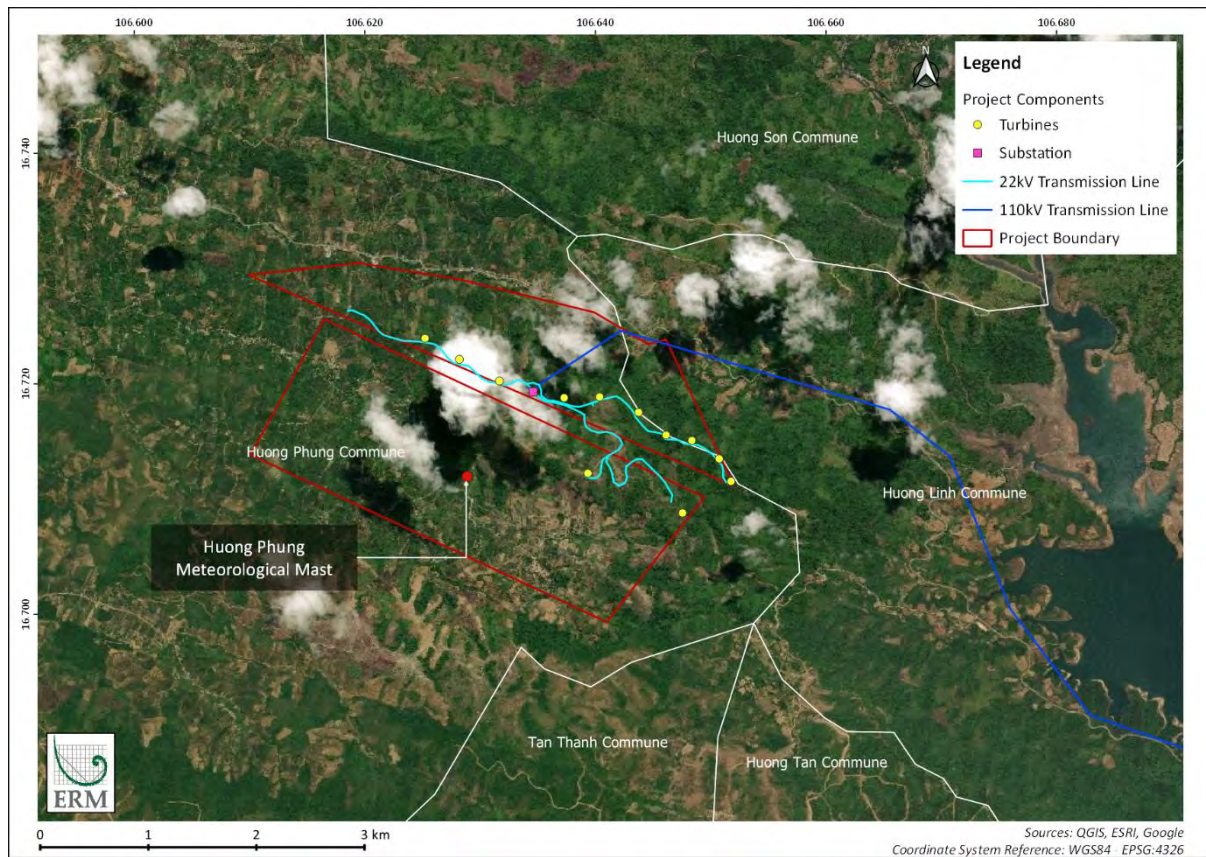 106.600 106.620 106.640 106.660 106.680
16.740
16.720
16.700
N
Legend
Project Components
Turbines
Substation
22kV Transmission Line
110kV Transmission Line
Project Boundary
Huong Son Commune
Huong Phung Commune
Huong Linh Commune
Huong Phung
Meteorological Mast
Tan Thanh Commune
Huong Tan Commune
ERM
0 1 2 3 km
Sources: QGIS, ESRI, Google
Coordinate System Reference: WGS84 - EPSG:4326